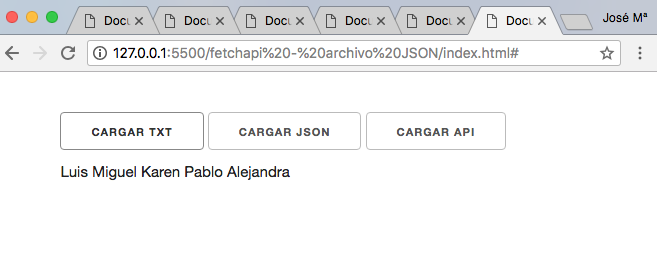 Docu Docu Docu Docu Docu Docu José Mª
127.0.0.1:5500/fetchapi%20-%20archivo%20JSON/index.html#
CARGAR TXT CARGAR JSON CARGAR API
Luis Miguel Karen Pablo Alejandra